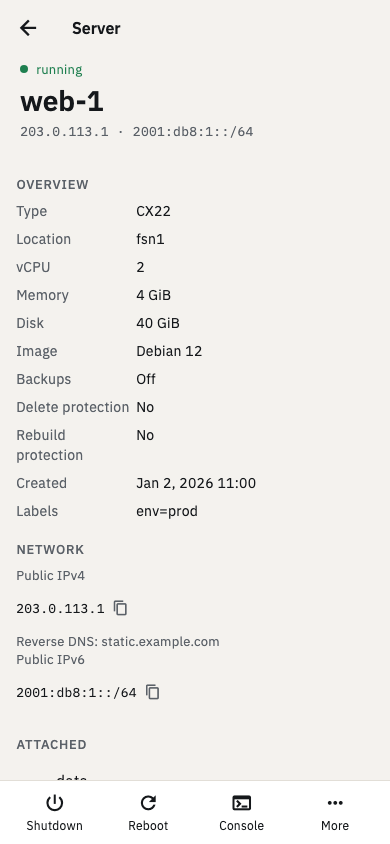 Server
running
web-1
203.0.113.1 · 2001:db8:1::/64
OVERVIEW
Type CX22
Location fsn1
vCPU 2
Memory 4 GiB
Disk 40 GiB
Image Debian 12
Backups Off
Delete protection No
Rebuild protection No
Created Jan 2, 2026 11:00
Labels env=prod
NETWORK
Public IPv4
203.0.113.1
Reverse DNS: static.example.com
Public IPv6
2001:db8:1::/64
ATTACHED
Shutdown Reboot Console More